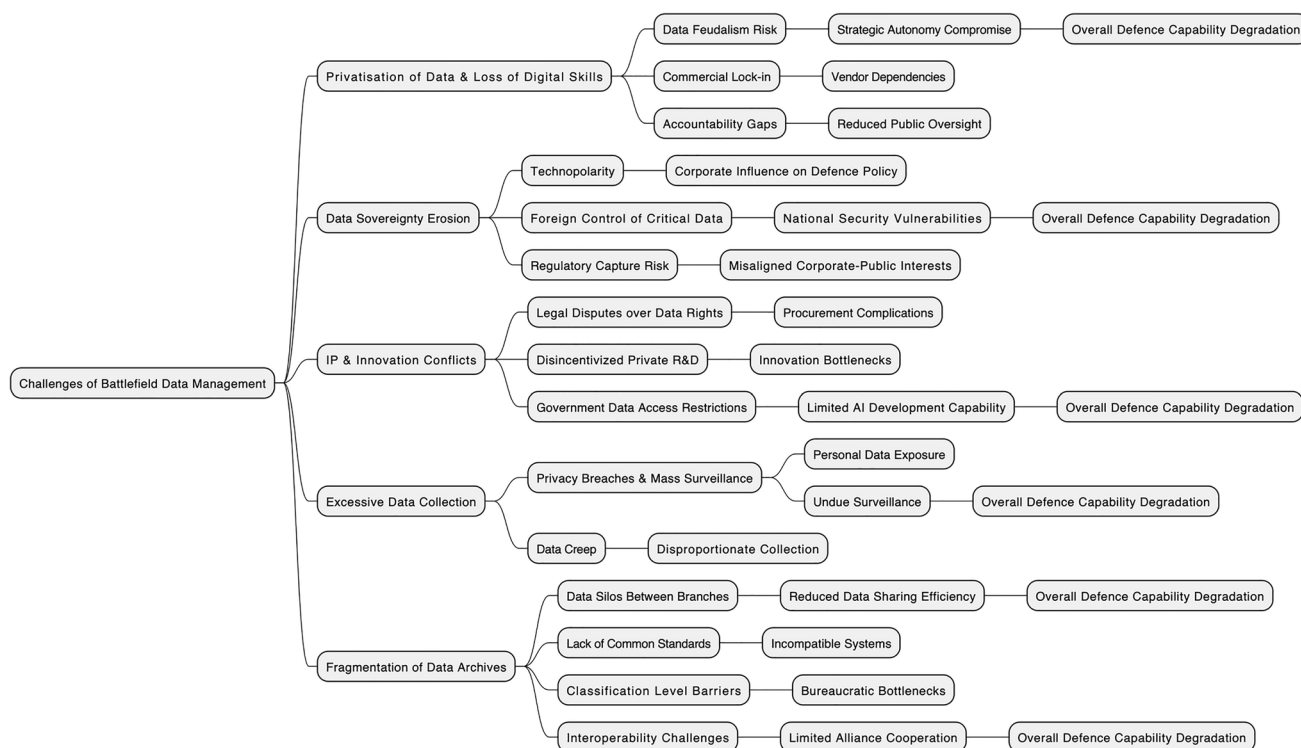 Data Feudalism Risk
Strategic Autonomy Compromise
Overall Defence Capability Degradation
Privatisation of Data & Loss of Digital Skills
Commercial Lock-in
Vendor Dependencies
Accountability Gaps
Reduced Public Oversight
Technopolarity
Corporate Influence on Defence Policy
Data Sovereignty Erosion
Foreign Control of Critical Data
National Security Vulnerabilities
Overall Defence Capability Degradation
Regulatory Capture Risk
Misaligned Corporate-Public Interests
Legal Disputes over Data Rights
Procurement Complications
IP & Innovation Conflicts
Disincentivized Private R&D
Innovation Bottlenecks
Challenges of Battlefield Data Management
Government Data Access Restrictions
Limited AI Development Capability
Overall Defence Capability Degradation
Personal Data Exposure
Privacy Breaches & Mass Surveillance
Excessive Data Collection
Undue Surveillance
Overall Defence Capability Degradation
Data Creep
Disproportionate Collection
Data Silos Between Branches
Reduced Data Sharing Efficiency
Overall Defence Capability Degradation
Lack of Common Standards
Incompatible Systems
Fragmentation of Data Archives
Classification Level Barriers
Bureaucratic Bottlenecks
Interoperability Challenges
Limited Alliance Cooperation
Overall Defence Capability Degradation